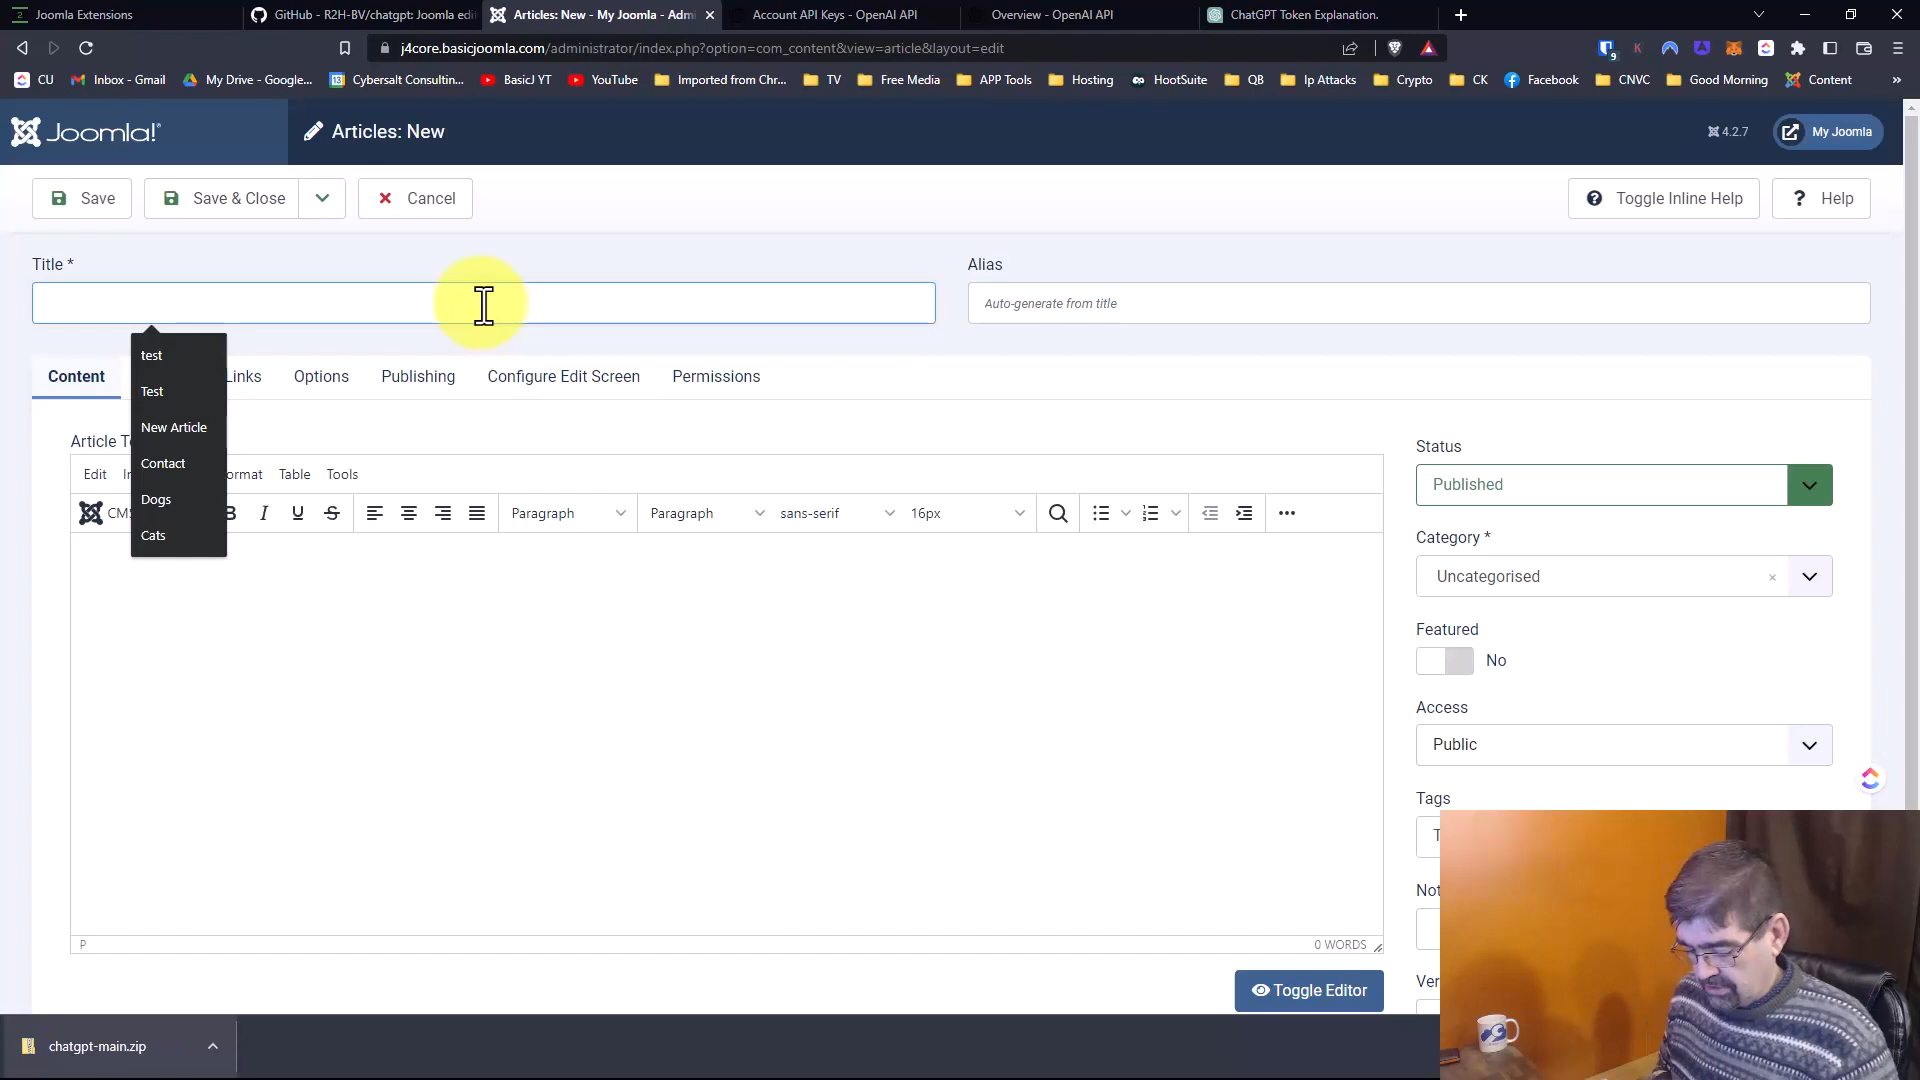 Joomla Extensions
GitHub - R2H-BV/chatgpt: Joomla edi
Articles: New - My Joomla - Admi
Account API Keys - OpenAI API
Overview - OpenAI API
ChatGPT Token Explanation.
j4core.basicjoomla.com/administrator/index.php?option=com_content&view=article&layout=edit
9
K
CU
Inbox - Gmail
My Drive - Google...
13
Cybersalt Consultin...
BasicJ YT
YouTube
Imported from Chr...
TV
Free Media
APP Tools
Hosting
HootSuite
QB
Ip Attacks
Crypto
CK
Facebook
CNVC
Good Morning
Content
»
Joomla!®
Articles: New
4.2.7
My Joomla
Save
Save & Close
Cancel
Toggle Inline Help
? Help
Title *
Alias
Auto-generate from title
test
Test
New Article
Contact
Dogs
Cats
Content
Links
Options
Publishing
Configure Edit Screen
Permissions
Article T
Edit
In
ormat
Table
Tools
CMS
B
I
U
S
Paragraph
Paragraph
sans-serif
16px
P
0 WORDS
Toggle Editor
Status
Published
Category *
Uncategorised ×
Featured
No
Access
Public
Tags
T
Not
Ver
chatgpt-main.zip